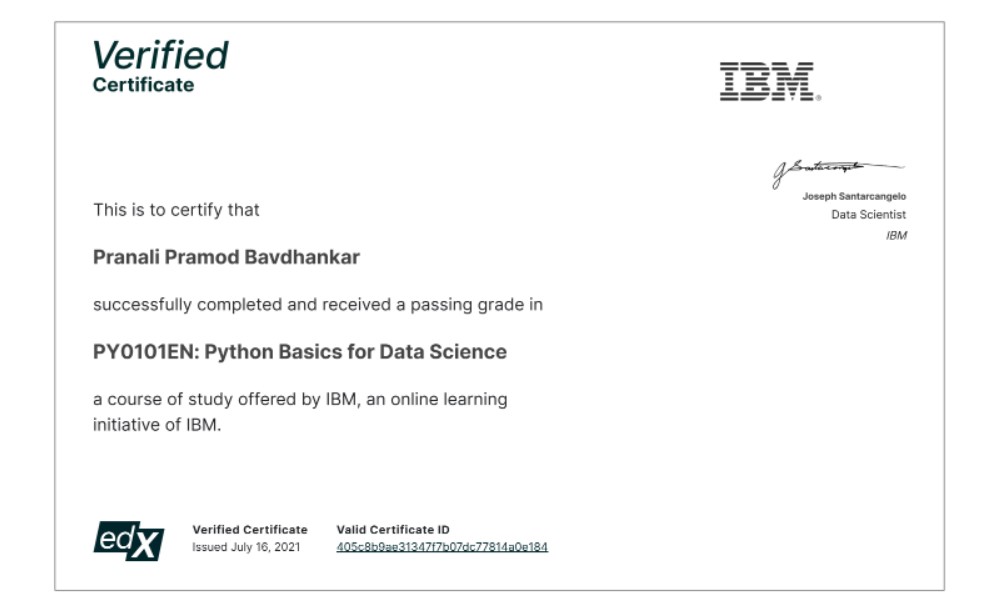 Verified
Certificate
IBM®
Joseph Santarcangelo
Data Scientist
IBM
This is to certify that
Pranali Pramod Bavdhankar
successfully completed and received a passing grade in
PY0101EN: Python Basics for Data Science
a course of study offered by IBM, an online learning
initiative of IBM.
edX
Verified Certificate
Issued July 16, 2021
Valid Certificate ID
405c8b9ae31347f7b07dc77814a0e184